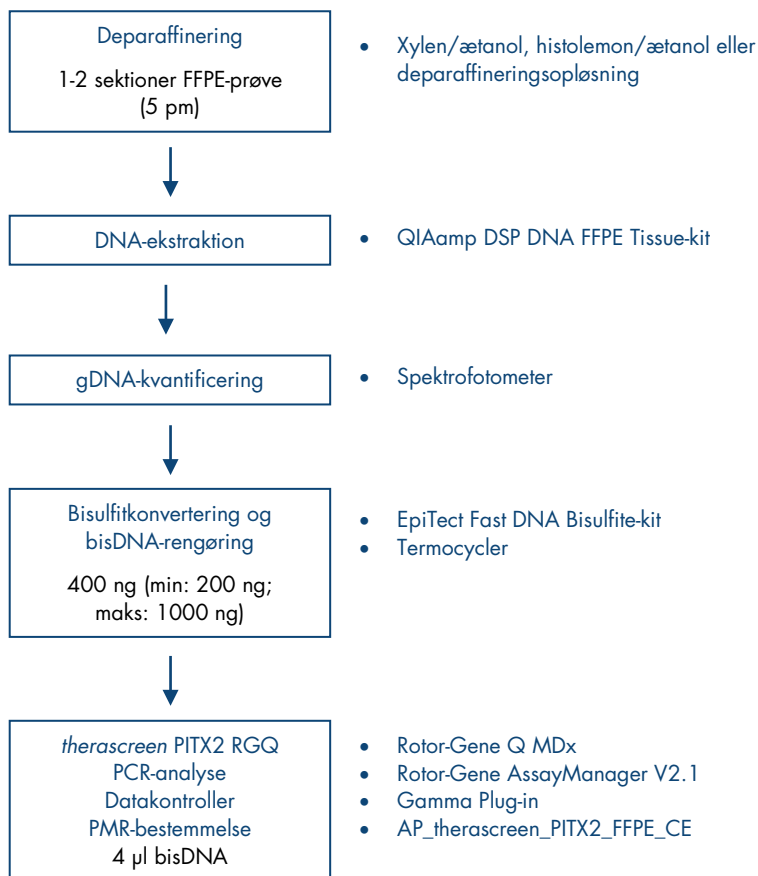 Deparaffinering
1-2 sektioner FFPE-prøve
(5 pm)
• Xylen/ætanol, histolemon/ætanol eller
deparaffineringsopløsning
DNA-ekstraktion
• QIAamp DSP DNA FFPE Tissue-kit
gDNA-kvantificering
• Spektrofotometer
Bisulfitkonvertering og
bisDNA-rengøring
400 ng (min: 200 ng;
maks: 1000 ng)
• EpiTect Fast DNA Bisulfite-kit
• Termocycler
therascreen PITX2 RGQ
PCR-analyse
Datakontroller
PMR-bestemmelse
4 µl bisDNA
• Rotor-Gene Q MDx
• Rotor-Gene AssayManager V2.1
• Gamma Plug-in
• AP_therascreen_PITX2_FFPE_CE